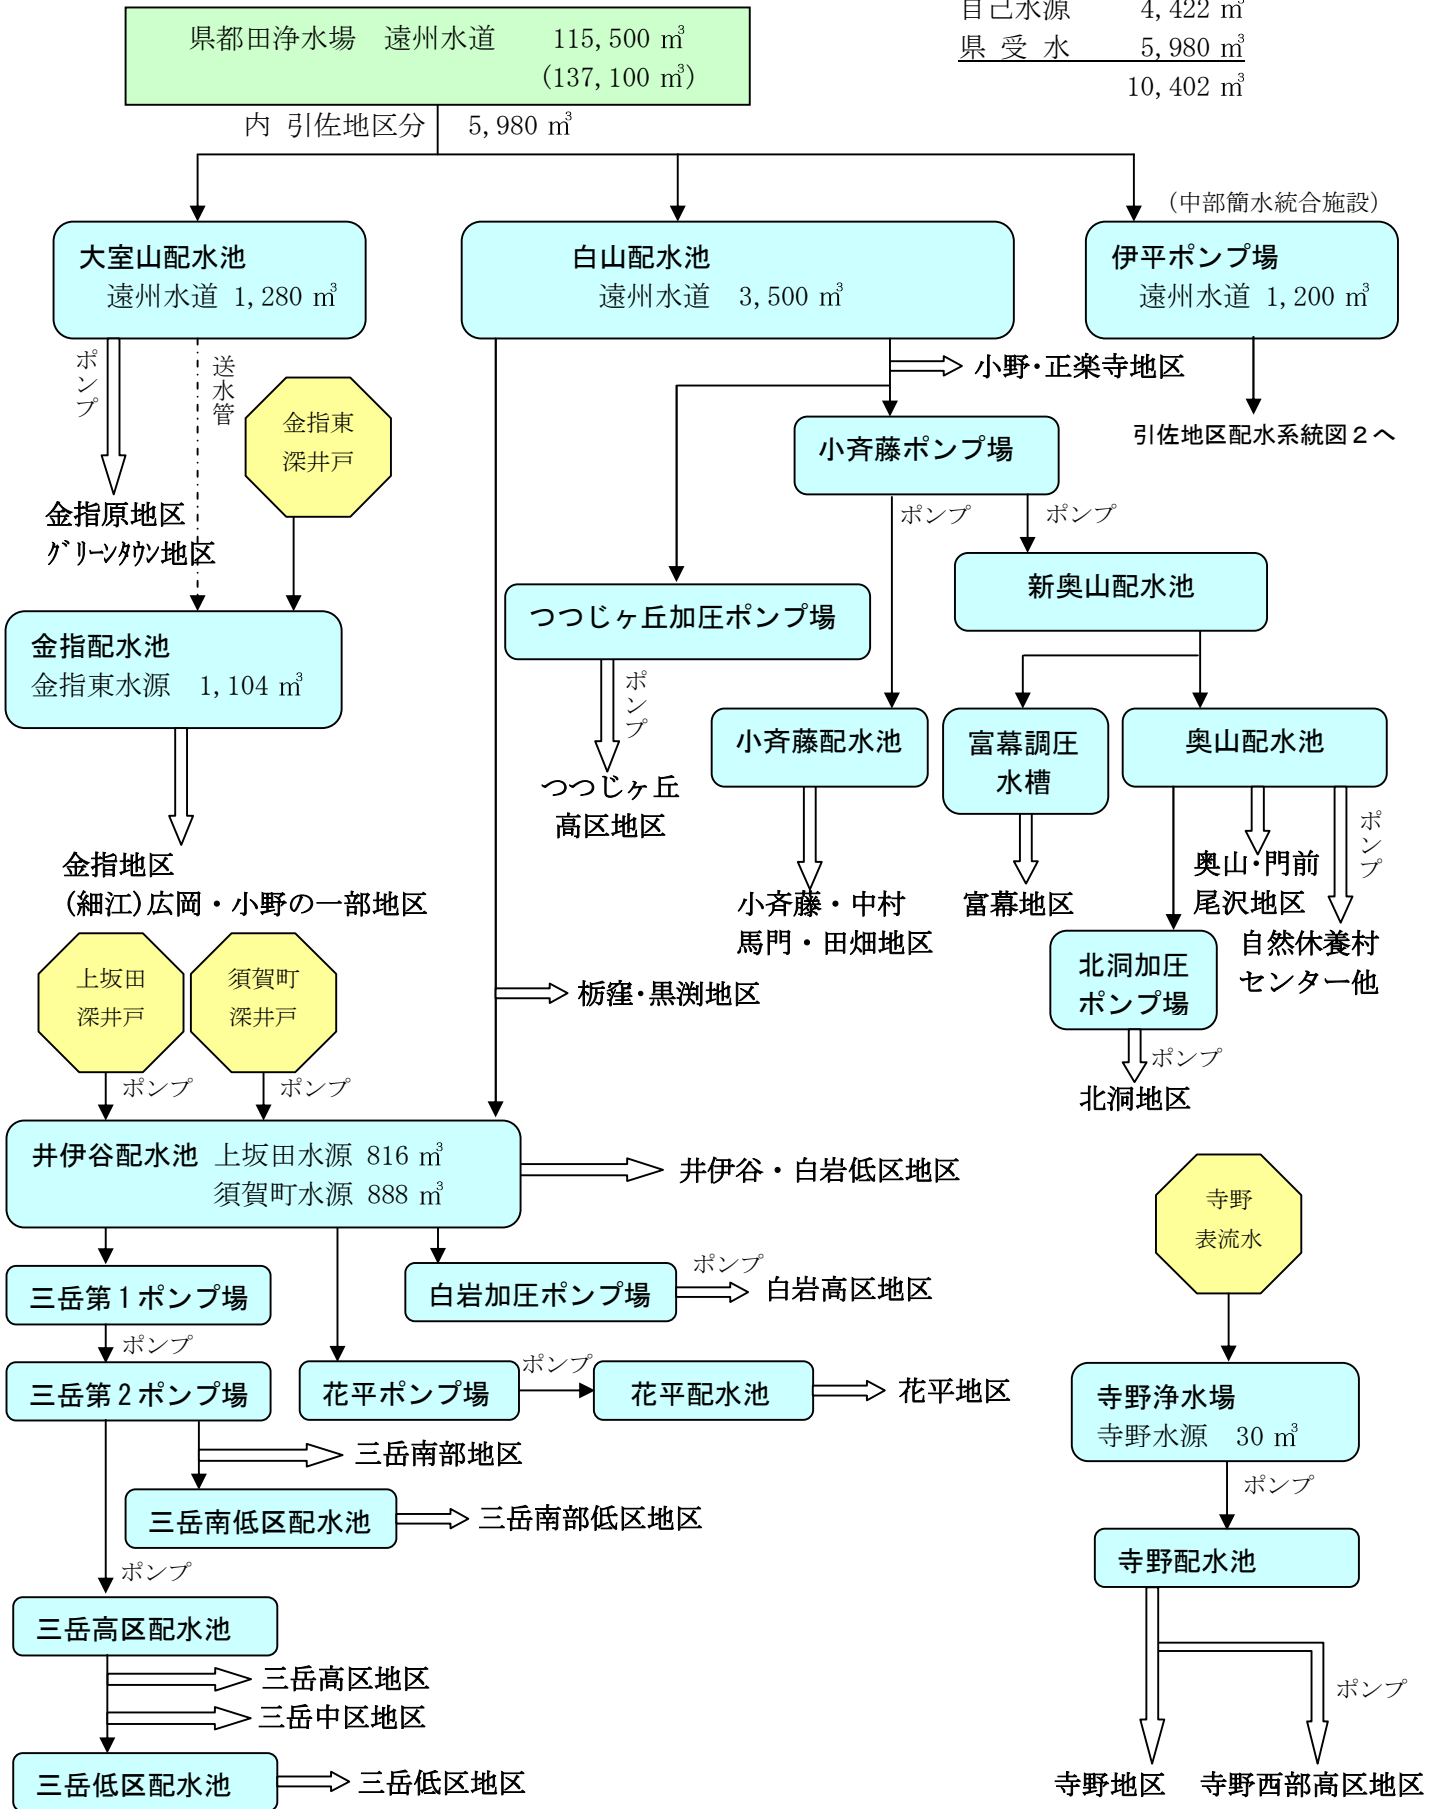 自己水源 4,422 ㎥
県都田浄水場 遠州水道 115,500 ㎥
県 受 水 5,980 ㎥
(137,100 ㎥)
10,402 ㎥
内 引佐地区分 5,980 ㎥
(中部簡水統合施設)
大室山配水池
遠州水道 1,280 ㎥
白山配水池
遠州水道 3,500 ㎥
伊平ポンプ場
遠州水道 1,200 ㎥
ポンプ
送水管
小野・正楽寺地区
金指東
深井戸
小斉藤ポンプ場
引佐地区配水系統図２へ
金指原地区
ｸﾞﾘｰﾝﾀｳﾝ地区
ポンプ
ポンプ
新奥山配水池
つつじヶ丘加圧ポンプ場
金指配水池
金指東水源 1,104 ㎥
ポンプ
小斉藤配水池
富幕調圧
水槽
奥山配水池
つつじヶ丘
高区地区
ポンプ
金指地区
(細江)広岡・小野の一部地区
小斉藤・中村
馬門・田畑地区
富幕地区
奥山・門前
尾沢地区
自然休養村
センター他
上坂田
深井戸
須賀町
深井戸
栃窪・黒渕地区
北洞加圧
ポンプ場
ポンプ
ポンプ
ポンプ
北洞地区
井伊谷配水池 上坂田水源 816 ㎥
須賀町水源 888 ㎥
井伊谷・白岩低区地区
寺野
表流水
三岳第１ポンプ場
白岩加圧ポンプ場
ポンプ
白岩高区地区
ポンプ
三岳第２ポンプ場
花平ポンプ場
ポンプ
花平配水池
花平地区
寺野浄水場
寺野水源 30 ㎥
三岳南部地区
ポンプ
三岳南低区配水池
三岳南部低区地区
ポンプ
寺野配水池
三岳高区配水池
三岳高区地区
ポンプ
三岳中区地区
三岳低区配水池
三岳低区地区
寺野地区
寺野西部高区地区